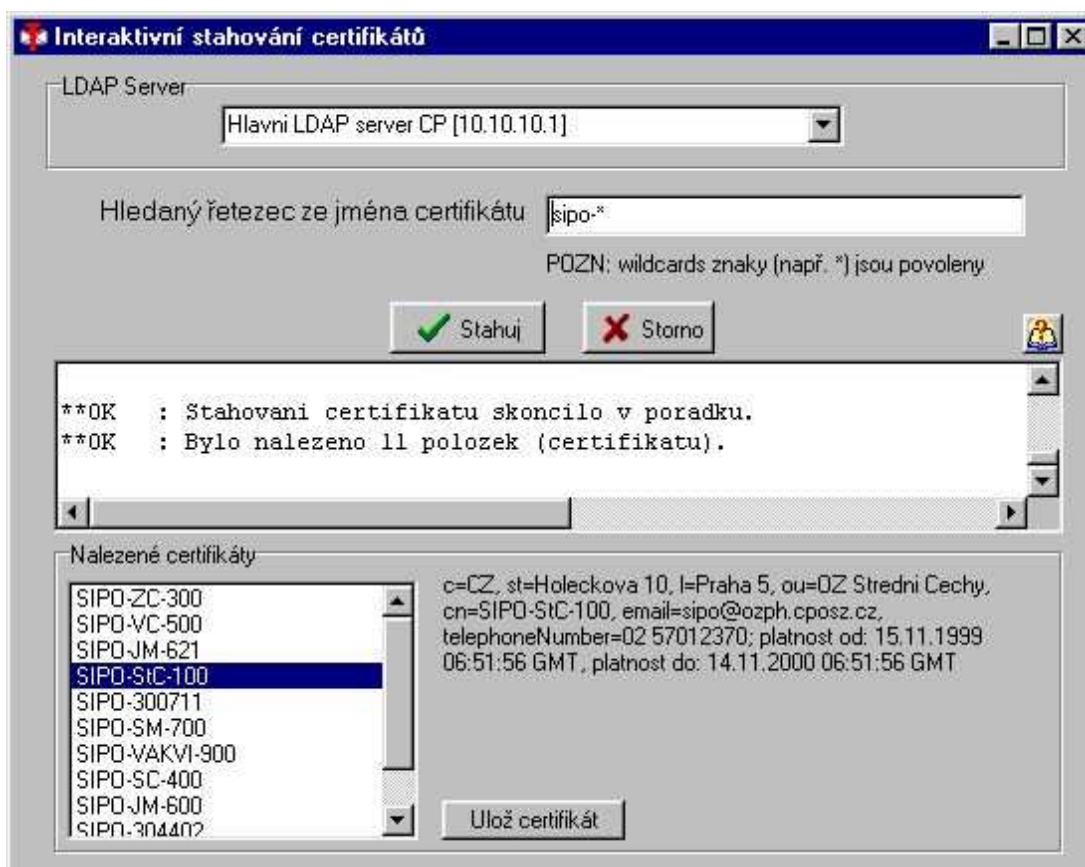 Interaktivní stahování certifikátů
LDAP Server
Hlavni LDAP server CP [10.10.10.1]
Hledaný řetezec ze jména certifikátu
sipo-*
POZN: wildcards znaky (např. *) jsou povoleny
Stahuj
Storno
**OK : Stahovani certifikatu skoncilo v poradku.
**OK : Bylo nalezeno 11 polozek (certifikatu).
Nalezené certifikáty
SIPO-ZC-300
SIPO-VC-500
SIPO-JM-621
SIPO-StC-100
SIPO-300711
SIPO-SM-700
SIPO-VAKVI-900
SIPO-SC-400
SIPO-JM-600
SIPO-304402
c=CZ, st=Holeckova 10, l=Praha 5, ou=OZ Stredni Cechy,
cn=SIPO-StC-100, email=sipo@ozph.cposz.cz,
telephoneNumber=02 57012370; platnost od: 15.11.1999
06:51:56 GMT, platnost do: 14.11.2000 06:51:56 GMT
Ulož certifikát